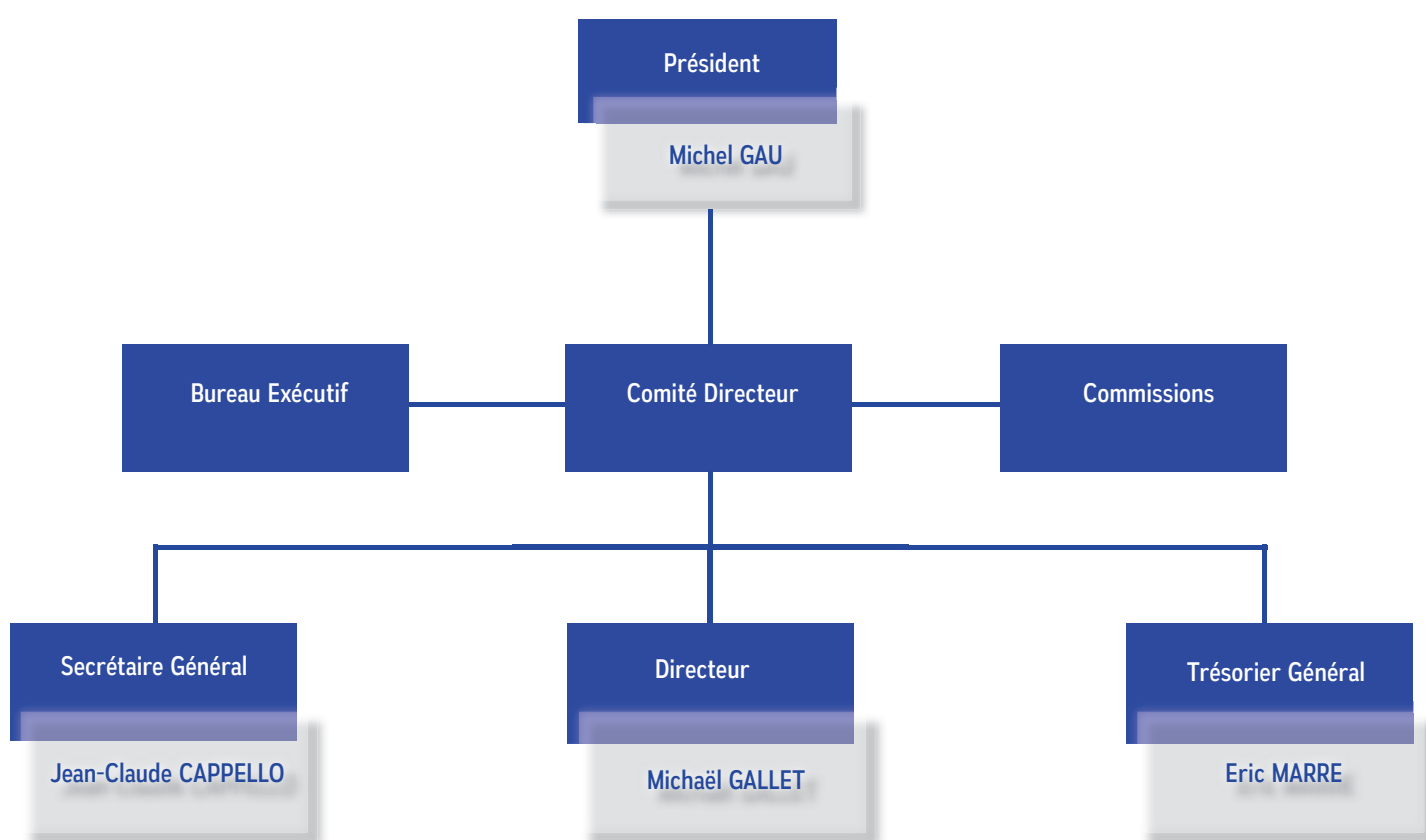 Président
Michel GAU
Bureau Exécutif
Comité Directeur
Commissions
Secrétaire Général
Directeur
Trésorier Général
Jean-Claude CAPPELLO
Michaël GALLET
Eric MARRE